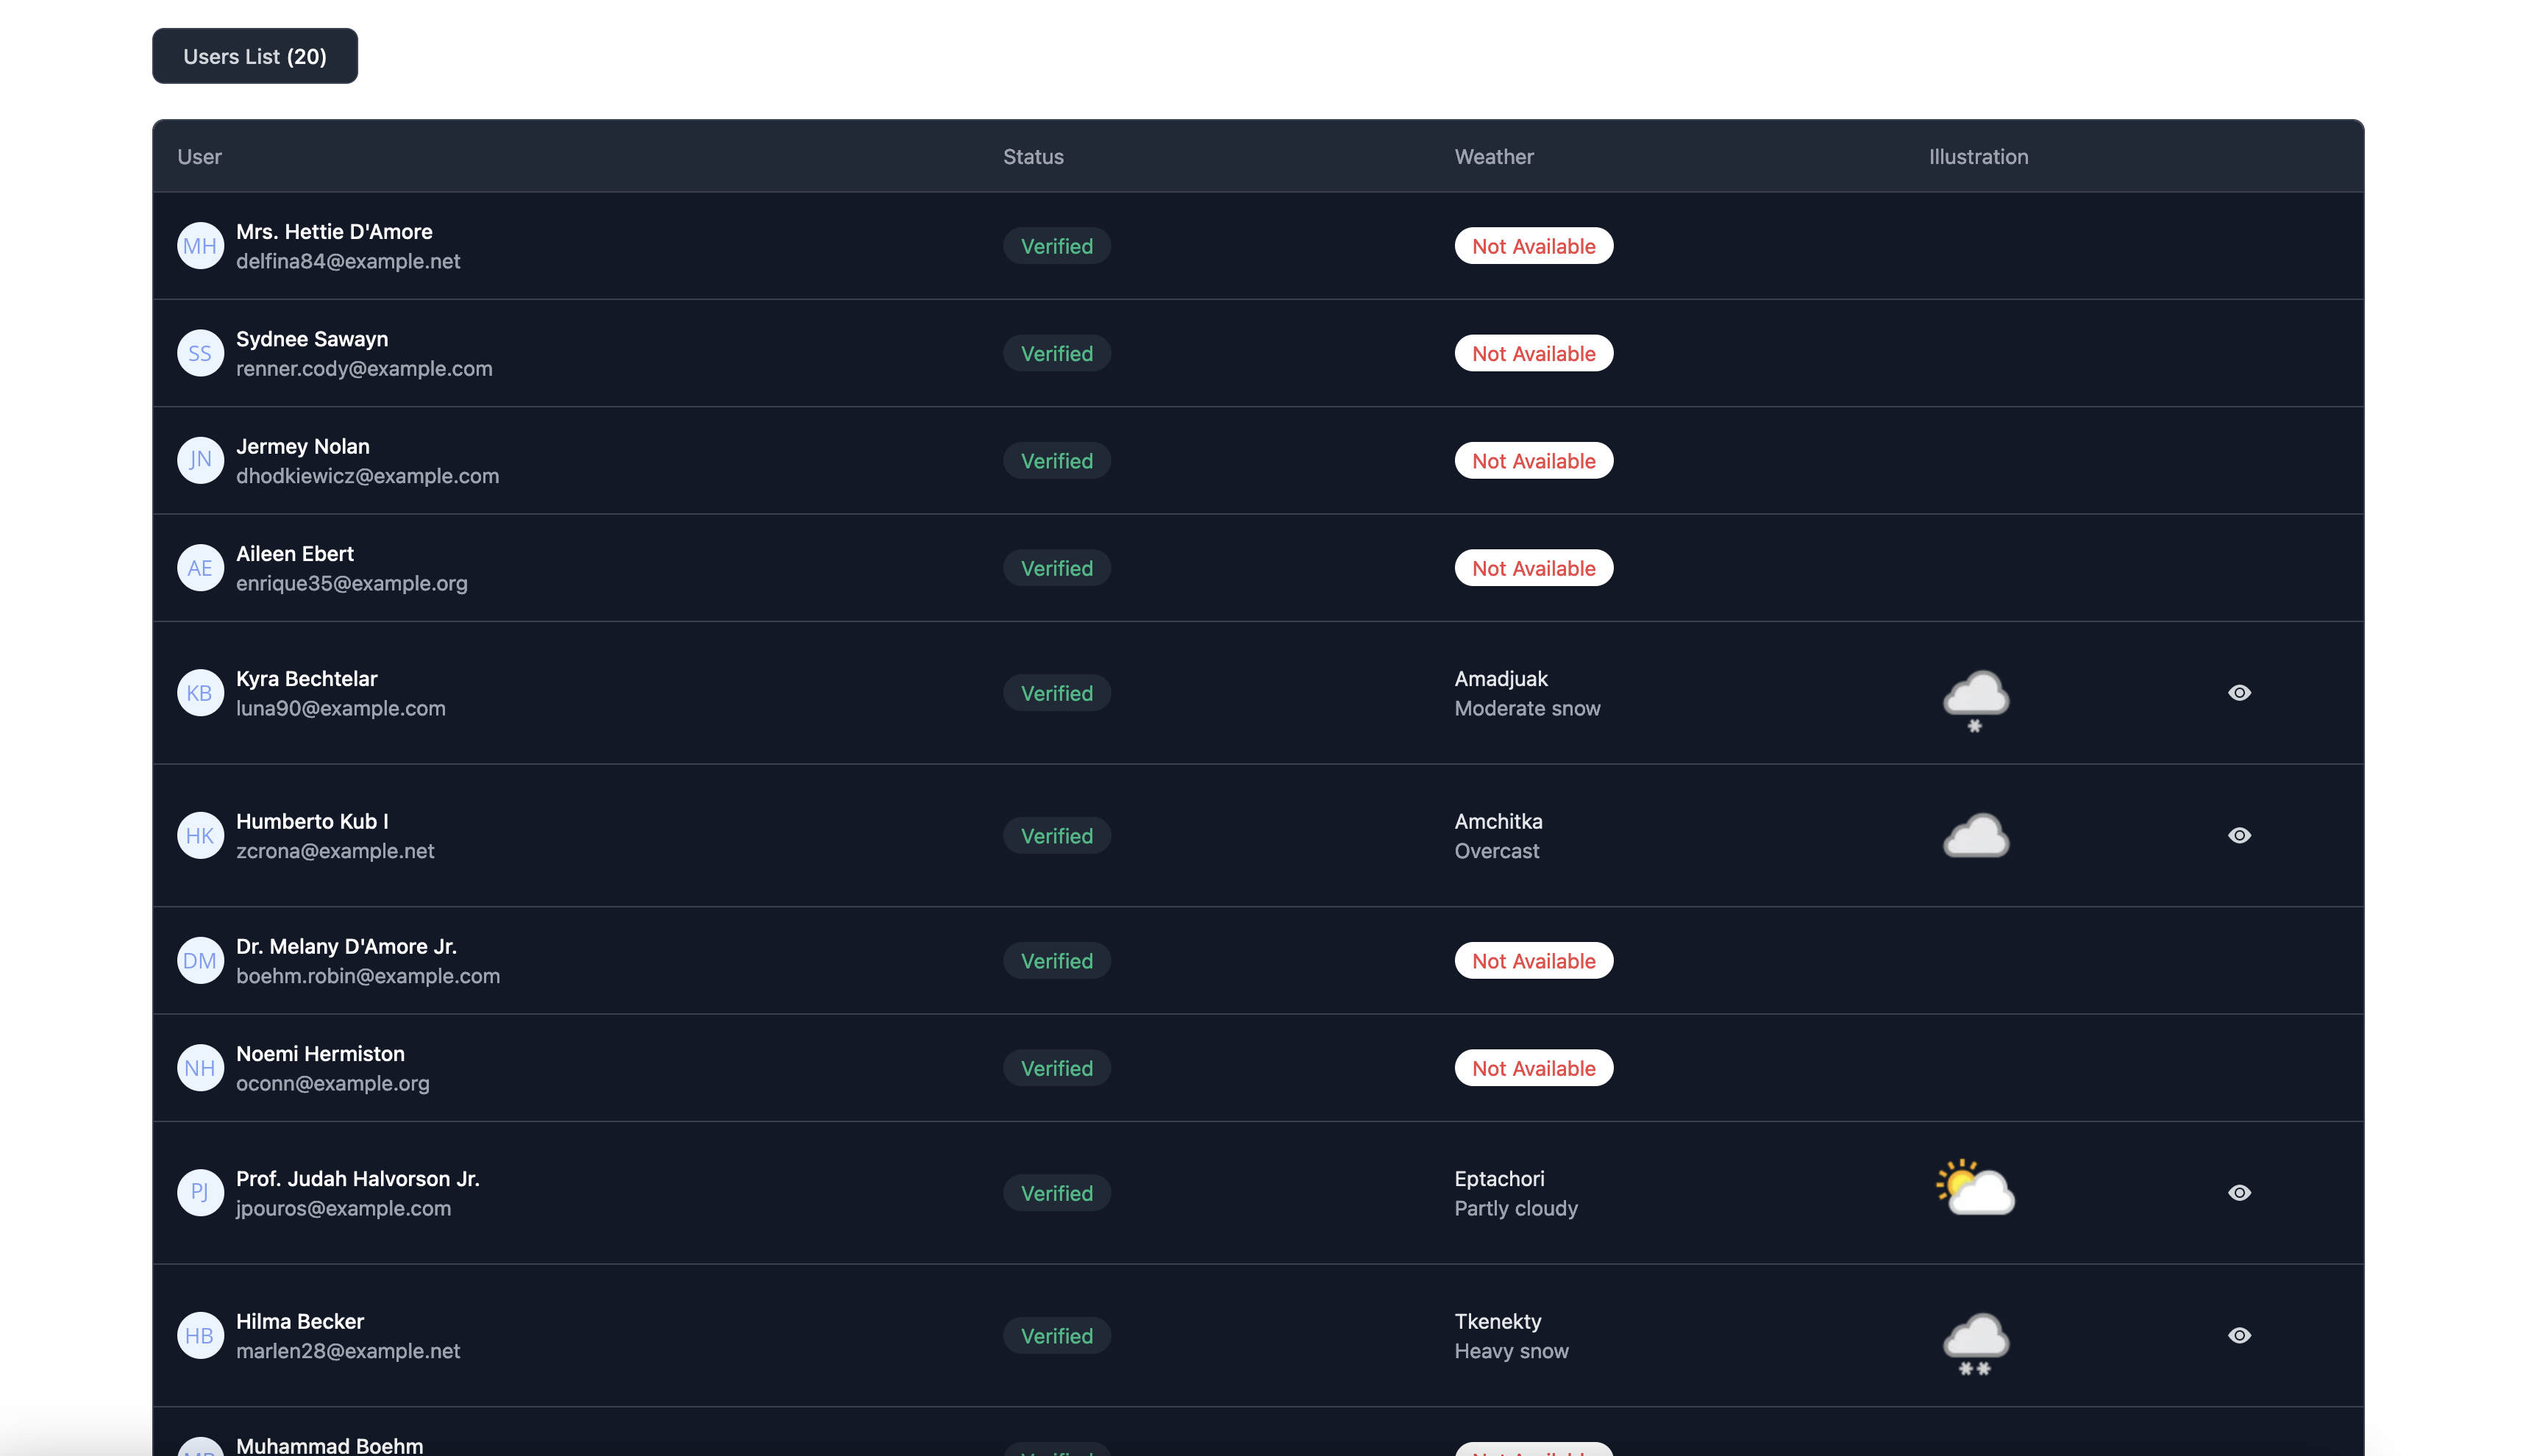 Users List (20)
User Status Weather Illustration
MH Mrs. Hettie D'Amore
delfina84@example.net
Verified
Not Available
SS Sydnee Sawayn
renner.cody@example.com
Verified
Not Available
JN Jermey Nolan
dhodkiewicz@example.com
Verified
Not Available
AE Aileen Ebert
enrique35@example.org
Verified
Not Available
KB Kyra Bechtelar
luna90@example.com
Verified
Amadjuak
Moderate snow
HK Humberto Kub I
zcrona@example.net
Verified
Amchitka
Overcast
DM Dr. Melany D'Amore Jr.
boehm.robin@example.com
Verified
Not Available
NH Noemi Hermiston
oconn@example.org
Verified
Not Available
PJ Prof. Judah Halvorson Jr.
jpouros@example.com
Verified
Eptachori
Partly cloudy
HB Hilma Becker
marlen28@example.net
Verified
Tkenekty
Heavy snow
Muhammad Boehm